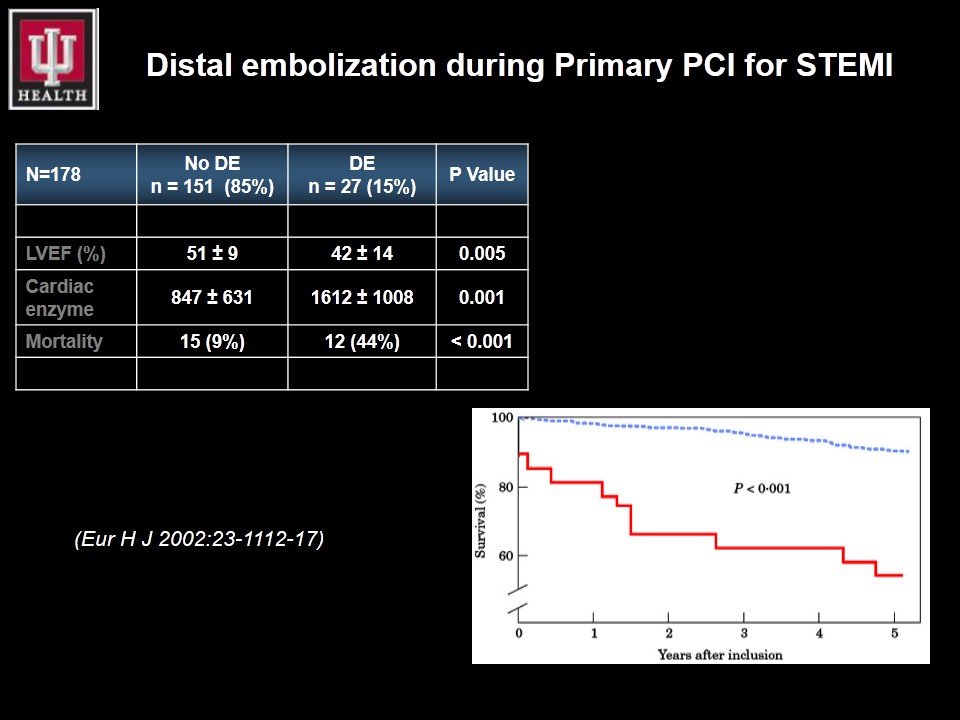 HEALTH
Distal embolization during Primary PCI for STEMI
N=178
No DE
n = 151 (85%)
DE
n = 27 (15%)
P Value
LVEF (%)
51 ± 9
42 ± 14
0.005
Cardiac
enzyme
847 ± 631
1612 ± 1008
0.001
Mortality
15 (9%)
12 (44%)
< 0.001
(Eur H J 2002:23-1112-17)
100
80
60
Survival (%)
P < 0·001
0 1 2 3 4 5
Years after inclusion